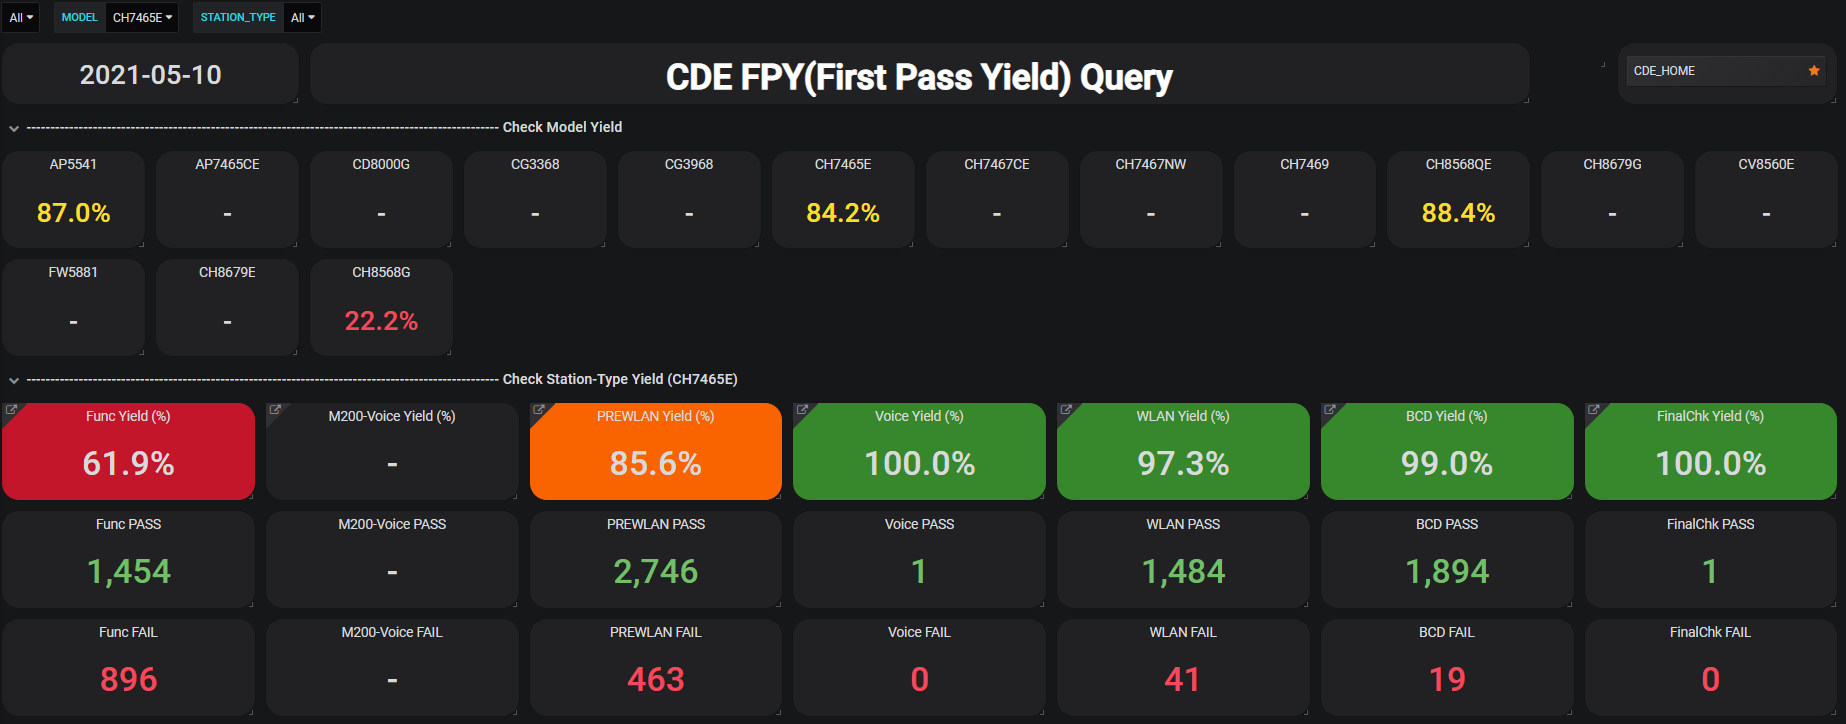 All MODEL CH7465E STATION_TYPE All
2021-05-10 CDE FPY(First Pass Yield) Query CDE_HOME
---------------------------------------------------------------------------------------------------- Check Model Yield
AP5541 AP7465CE CD8000G CG3368 CG3968 CH7465E CH7467CE CH7467NW CH7469 CH8568QE CH8679G CV8560E
87.0% - - - - 84.2% - - - 88.4% - -
FW5881 CH8679E CH8568G
- - 22.2%
---------------------------------------------------------------------------------------------------- Check Station-Type Yield (CH7465E)
Func Yield (%) M200-Voice Yield (%) PREWLAN Yield (%) Voice Yield (%) WLAN Yield (%) BCD Yield (%) FinalChk Yield (%)
61.9% - 85.6% 100.0% 97.3% 99.0% 100.0%
Func PASS M200-Voice PASS PREWLAN PASS Voice PASS WLAN PASS BCD PASS FinalChk PASS
1,454 - 2,746 1 1,484 1,894 1
Func FAIL M200-Voice FAIL PREWLAN FAIL Voice FAIL WLAN FAIL BCD FAIL FinalChk FAIL
896 - 463 0 41 19 0